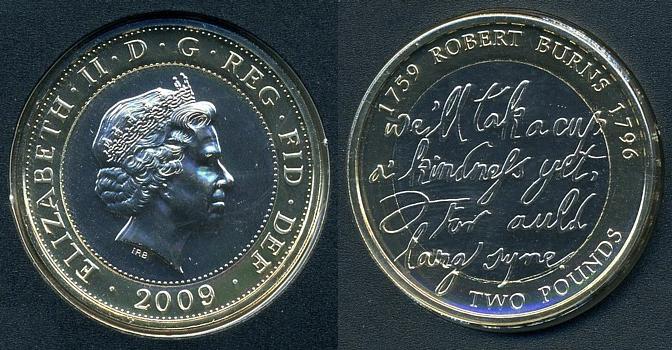 ELIZABETH · II · D · G · REG · FID · DEF ·
2009
IRB
1759 ROBERT BURNS 1796
we'll tak a cup
a' kindness yet,
For auld
lang syne
TWO POUNDS